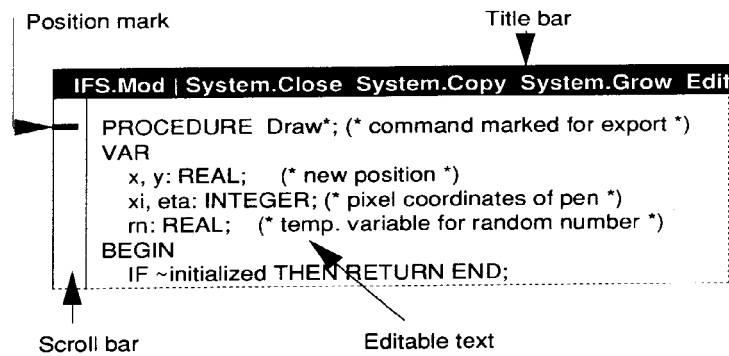 Position mark
Title bar
IFS.Mod | System.Close System.Copy System.Grow Edit
PROCEDURE Draw*; (* command marked for export *)
VAR
x, y: REAL; (* new position *)
xi, eta: INTEGER; (* pixel coordinates of pen *)
rn: REAL; (* temp. variable for random number *)
BEGIN
IF ~initialized THEN RETURN END;
Scroll bar
Editable text